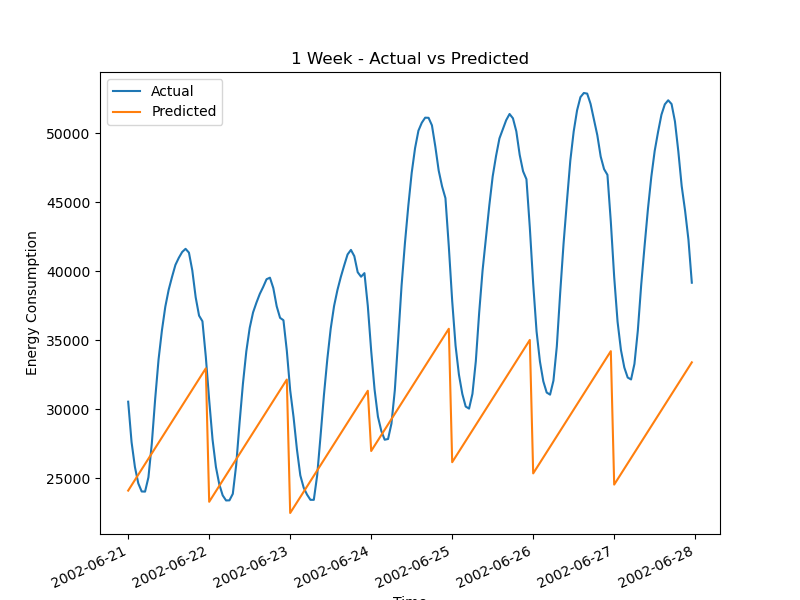 1 Week - Actual vs Predicted
Actual
Predicted
50000
45000
40000
35000
30000
25000
Energy Consumption
2002-06-21
2002-06-22
2002-06-23
2002-06-24
2002-06-25
2002-06-26
2002-06-27
2002-06-28
Time